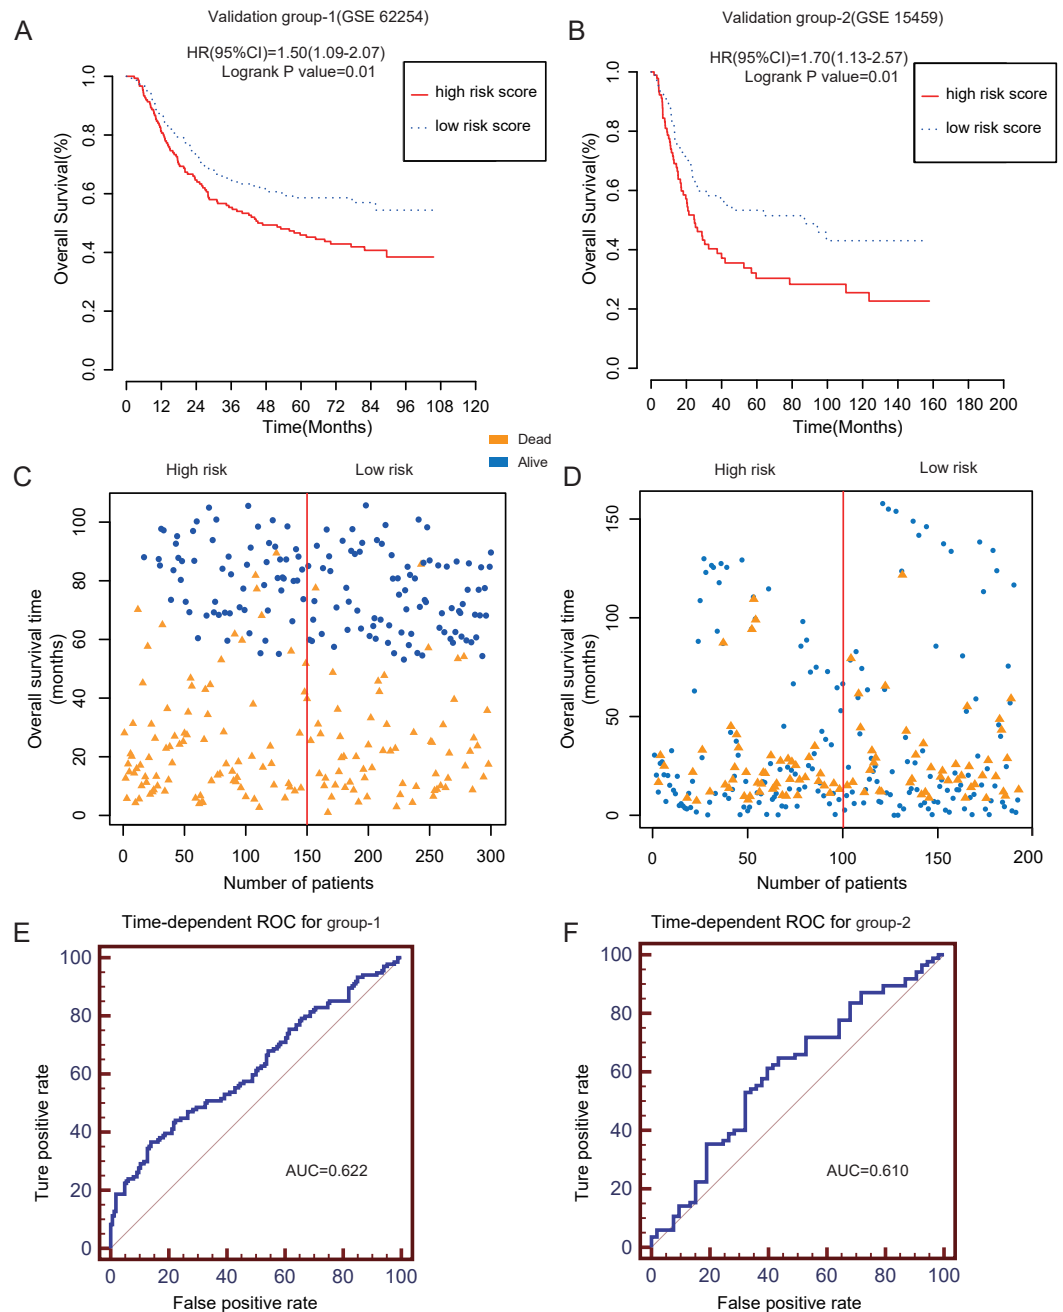 A
Validation group-1(GSE 62254)
HR(95%CI)=1.50(1.09-2.07)
Logrank P value=0.01
high risk score
low risk score
Overall Survival(%)
1.0
0.8
0.6
0.4
0.2
0.0
0 12 24 36 48 60 72 84 96 108 120
Time(Months)
B
Validation group-2(GSE 15459)
HR(95%CI)=1.70(1.13-2.57)
Logrank P value=0.01
high risk score
low risk score
Overall Survival(%)
1.0
0.8
0.6
0.4
0.2
0.0
0 20 40 60 80 100 120 140 160 180 200
Time(Months)
Dead
Alive
C
High risk Low risk
Overall survival time
(months)
100
80
60
40
20
0
0 50 100 150 200 250 300
Number of patients
D
High risk Low risk
Overall survival time
(months)
150
100
50
0
0 50 100 150 200
Number of patients
E
Time-dependent ROC for group-1
Ture positive rate
100
80
60
40
20
0
AUC=0.622
0 20 40 60 80 100
False positive rate
F
Time-dependent ROC for group-2
Ture positive rate
100
80
60
40
20
0
AUC=0.610
0 20 40 60 80 100
False positive rate